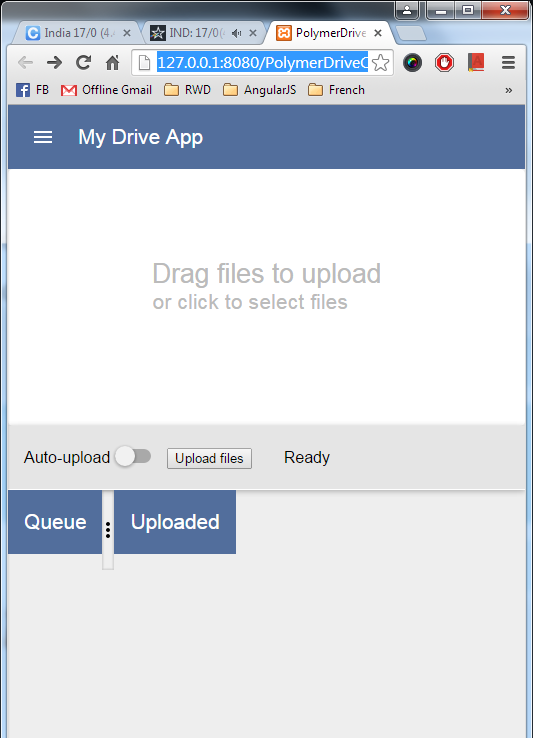 India 17/0 (4.
IND: 17/0(
PolymerDrive
127.0.0.1:8080/PolymerDrive
FB
Offline Gmail
RWD
AngularJS
French
»
My Drive App
Drag files to upload
or click to select files
Auto-upload
Upload files
Ready
Queue
Uploaded